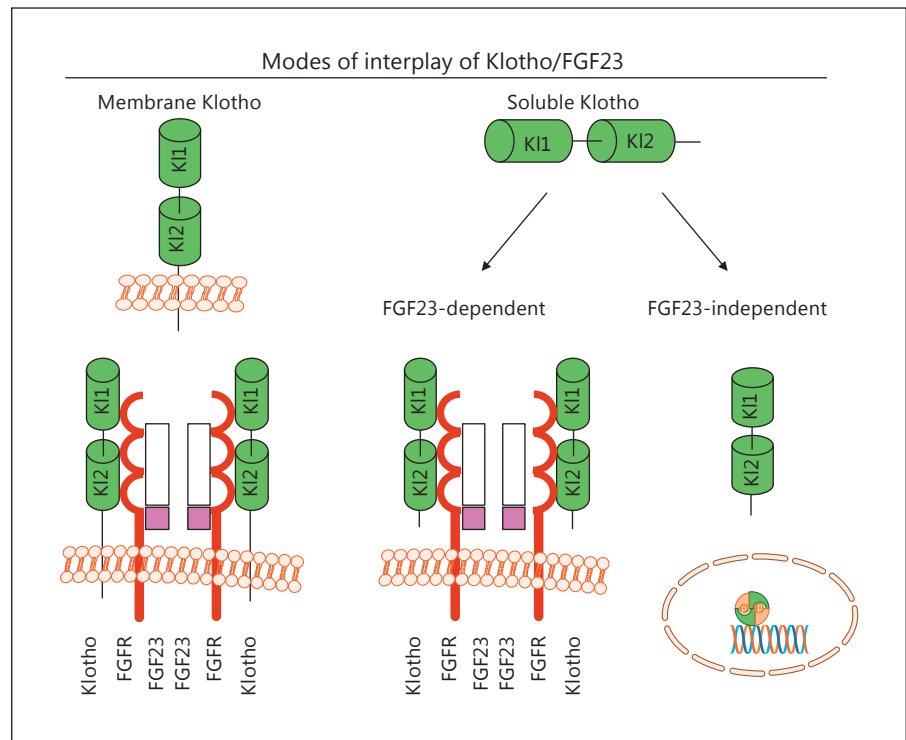 Modes of interplay of Klotho/FGF23
Membrane Klotho
Soluble Klotho
Kl1
Kl2
Kl1
Kl2
FGF23-dependent
FGF23-independent
Kl1
Kl2
Kl1
Kl2
Kl1
Kl2
Kl1
Kl2
Kl1
Kl2
p
p
Klotho
FGFR
FGF23
FGF23
FGFR
Klotho
Klotho
FGFR
FGF23
FGF23
FGFR
Klotho